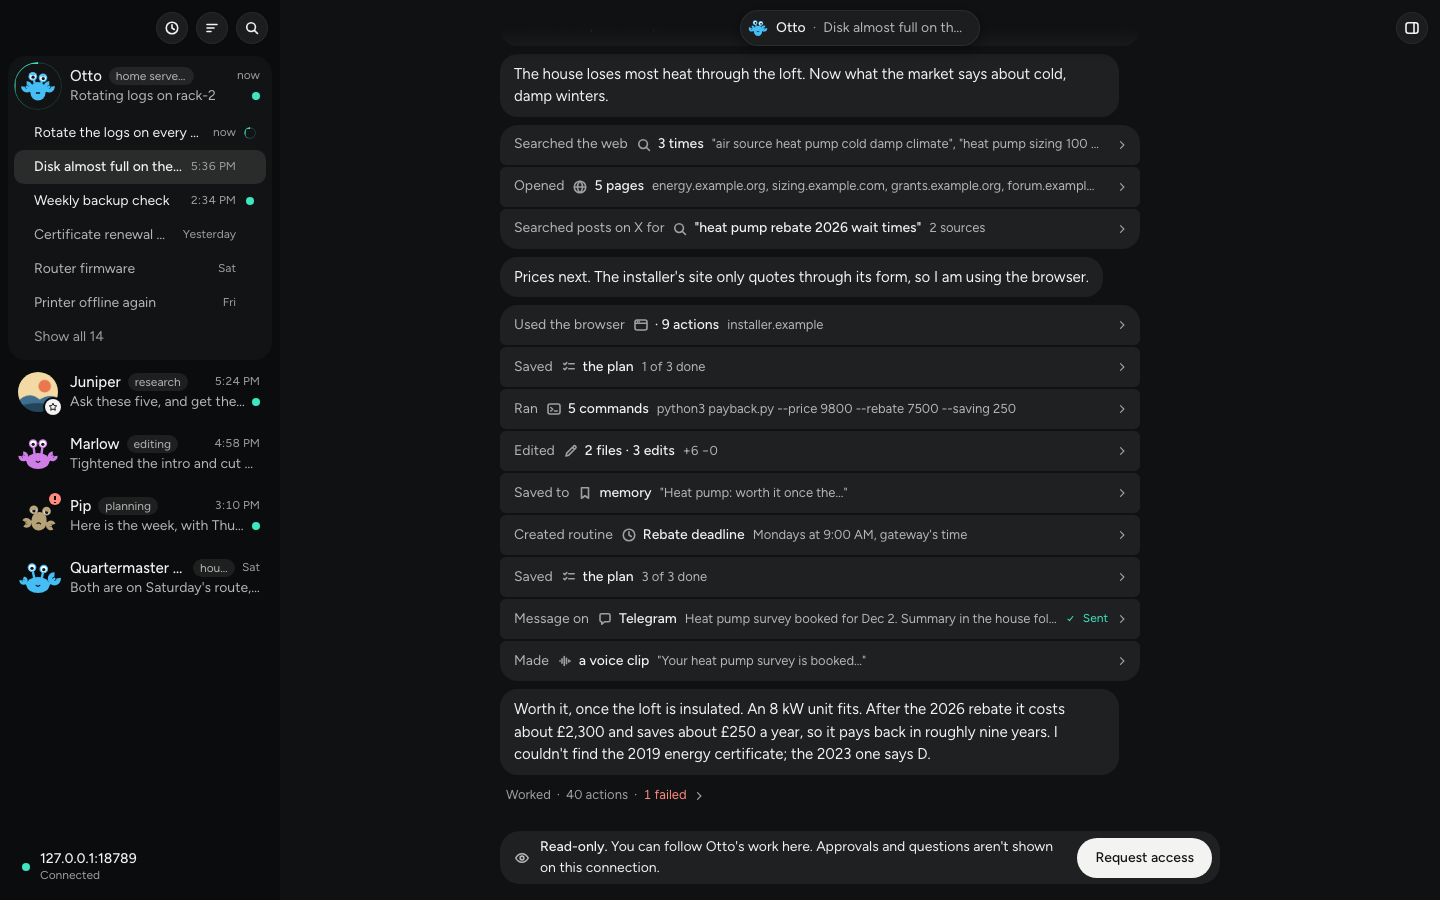 Otto · Disk almost full on th...
Otto home serve... now
Rotating logs on rack-2
Rotate the logs on every ... now
Disk almost full on the... 5:36 PM
Weekly backup check 2:34 PM
Certificate renewal ... Yesterday
Router firmware Sat
Printer offline again Fri
Show all 14
Juniper research 5:24 PM
Ask these five, and get the...
Marlow editing 4:58 PM
Tightened the intro and cut ...
Pip planning 3:10 PM
Here is the week, with Thu...
Quartermaster ... hou... Sat
Both are on Saturday's route,...
127.0.0.1:18789
Connected
The house loses most heat through the loft. Now what the market says about cold,
damp winters.
Searched the web 3 times "air source heat pump cold damp climate", "heat pump sizing 100 ...
Opened 5 pages energy.example.org, sizing.example.com, grants.example.org, forum.exampl...
Searched posts on X for "heat pump rebate 2026 wait times" 2 sources
Prices next. The installer's site only quotes through its form, so I am using the browser.
Used the browser · 9 actions installer.example
Saved the plan 1 of 3 done
Ran 5 commands python3 payback.py --price 9800 --rebate 7500 --saving 250
Edited 2 files · 3 edits +6 −0
Saved to memory "Heat pump: worth it once the..."
Created routine Rebate deadline Mondays at 9:00 AM, gateway's time
Saved the plan 3 of 3 done
Message on Telegram Heat pump survey booked for Dec 2. Summary in the house fol... ✓ Sent
Made a voice clip "Your heat pump survey is booked..."
Worth it, once the loft is insulated. An 8 kW unit fits. After the 2026 rebate it costs
about £2,300 and saves about £250 a year, so it pays back in roughly nine years. I
couldn't find the 2019 energy certificate; the 2023 one says D.
Worked · 40 actions · 1 failed
Read-only. You can follow Otto's work here. Approvals and questions aren't shown
on this connection.
Request access